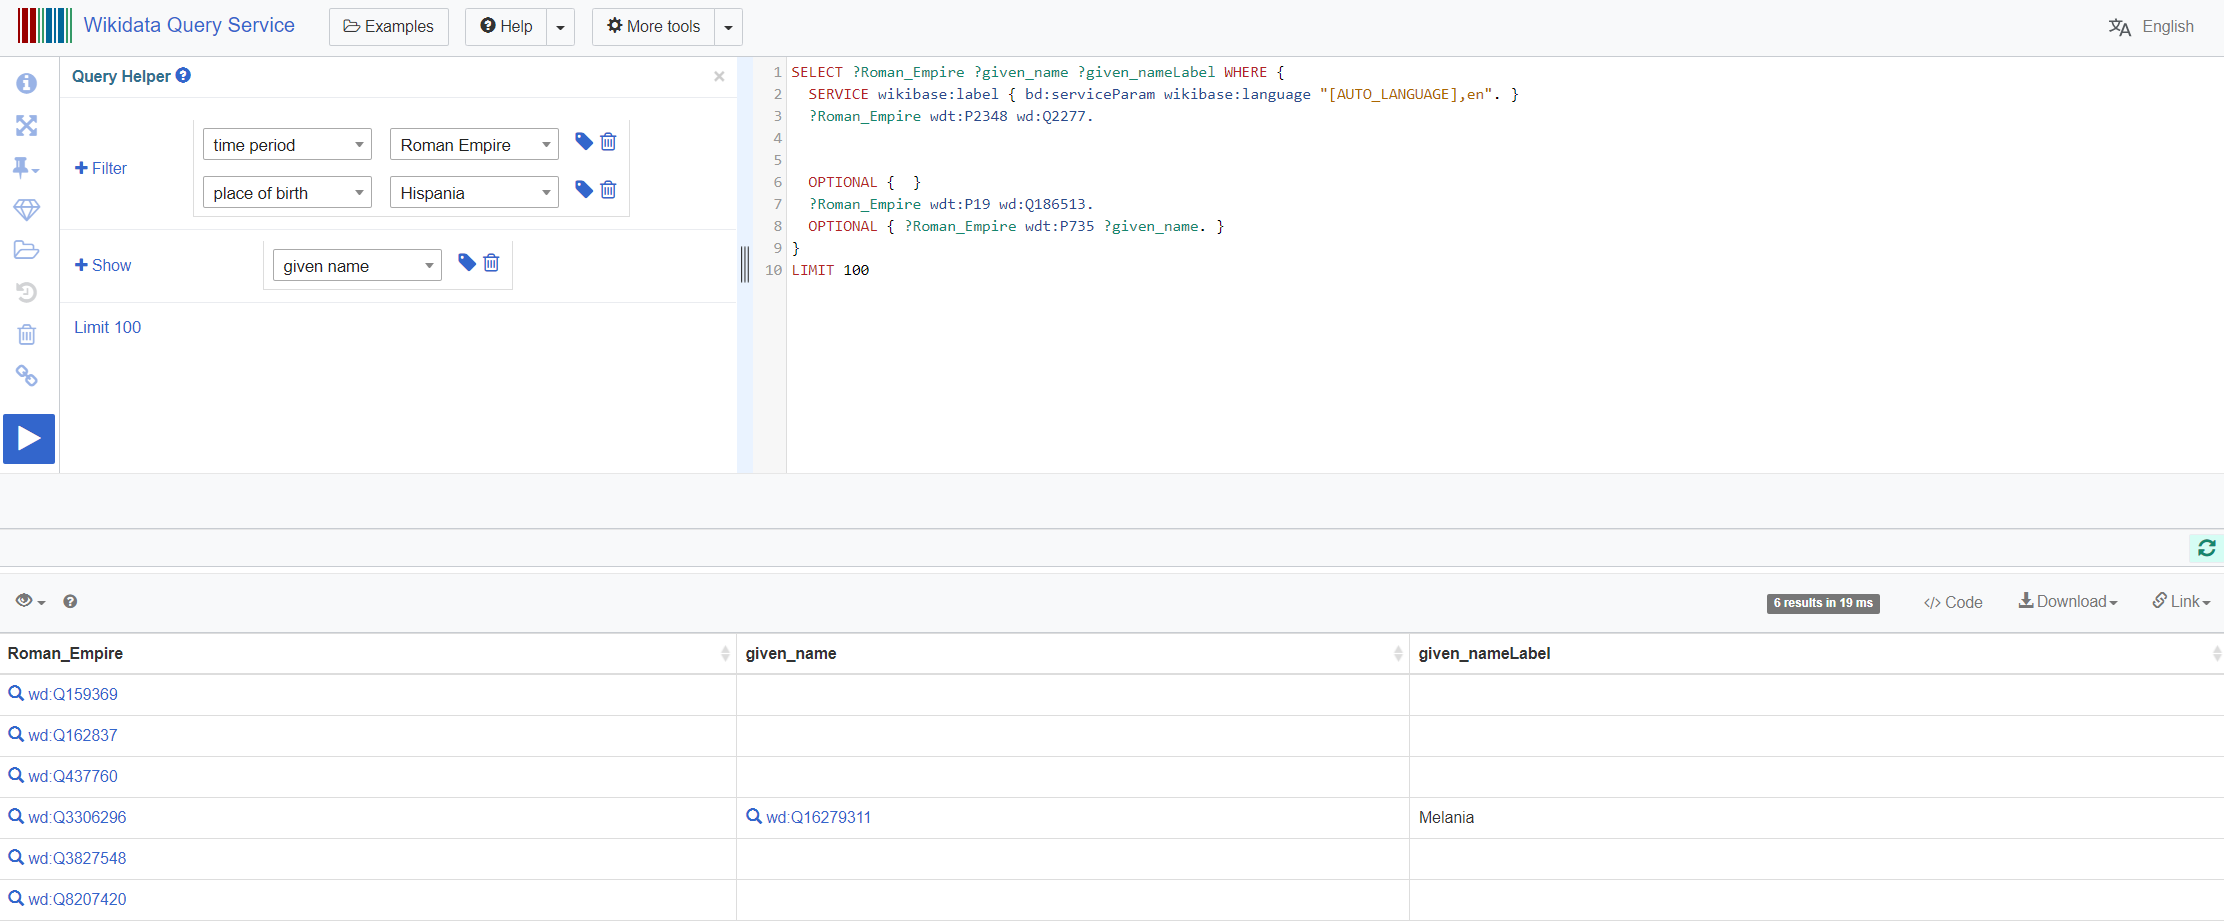 Wikidata Query Service
Examples
Help
More tools
English
Query Helper
Filter
time period
Roman Empire
place of birth
Hispania
Show
given name
Limit 100
1 SELECT ?Roman_Empire ?given_name ?given_nameLabel WHERE {
2 SERVICE wikibase:label { bd:serviceParam wikibase:language "[AUTO_LANGUAGE],en". }
3 ?Roman_Empire wdt:P2348 wd:Q2277.
4
5
6 OPTIONAL {  }
7 ?Roman_Empire wdt:P19 wd:Q186513.
8 OPTIONAL { ?Roman_Empire wdt:P735 ?given_name. }
9 }
10 LIMIT 100
6 results in 19 ms
</> Code
Download
Link
Roman_Empire given_name given_nameLabel
wd:Q159369
wd:Q162837
wd:Q437760
wd:Q3306296 wd:Q16279311 Melania
wd:Q3827548
wd:Q8207420